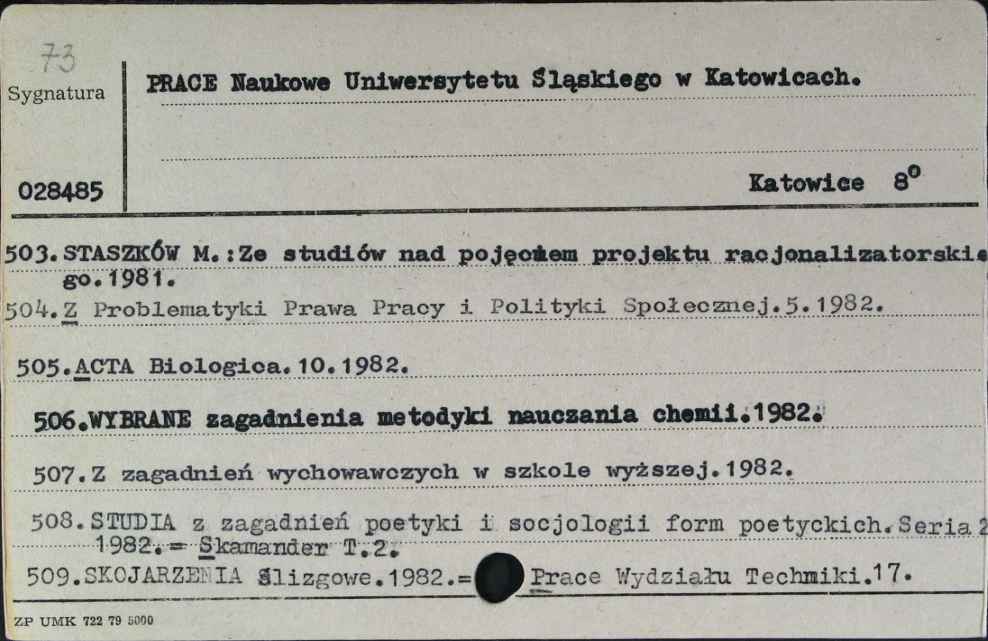 73
Sygnatura
PRACE Naukowe Uniwersytetu Śląskiego w Katowicach.
028485
Katowice 8⁰
503. STASZKÓW M.: Ze studiów nad pojęciem projektu racjonalizatorskie
go. 1981.
504. Z Problematyki Prawa Pracy i Polityki Społecznej. 5. 1982.
505. ACTA Biologica. 10. 1982.
506. WYBRANE zagadnienia metodyki nauczania chemii. 1982.
507. Z zagadnień wychowawczych w szkole wyższej. 1982.
508. STUDIA z zagadnień poetyki i socjologii form poetyckich. Seria 2
1982. = Skamander T. 2.
509. SKOJARZENIA ślizgowe. 1982. = Prace Wydziału Techniki. 17.
ZP UMK 722 79 5000